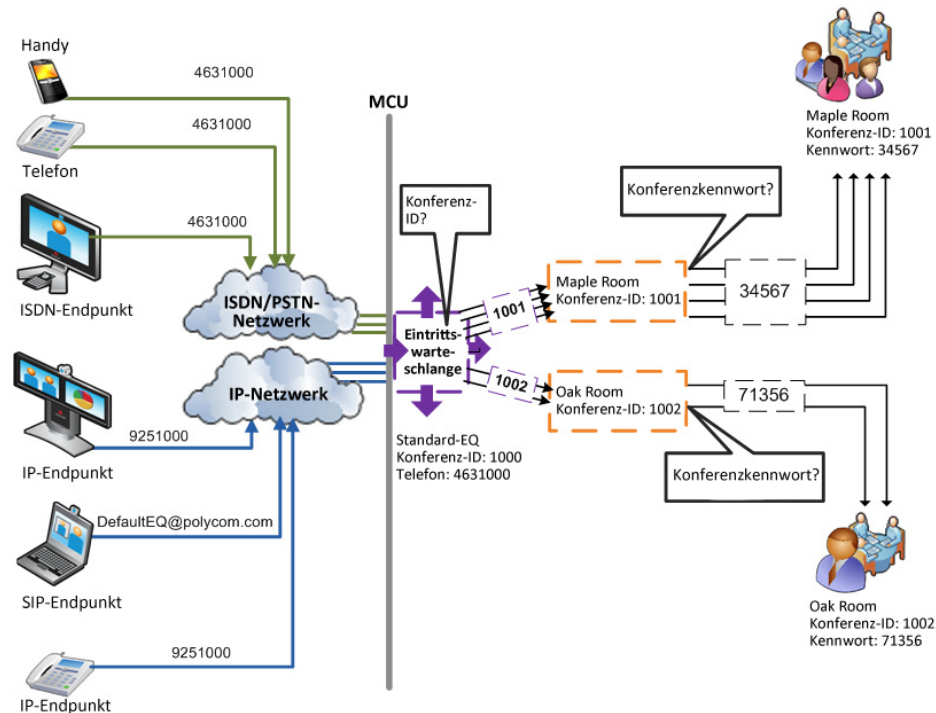 Handy
4631000
4631000
Telefon
4631000
ISDN-Endpunkt
ISDN/PSTN-
Netzwerk
IP-Netzwerk
9251000
IP-Endpunkt
DefaultEQ@polycom.com
SIP-Endpunkt
9251000
IP-Endpunkt
MCU
Konferenz-
ID?
Eintritts-
warte-
schlange
Standard-EQ
Konferenz-ID: 1000
Telefon: 4631000
1001
1002
Konferenzkennwort?
Maple Room
Konferenz-ID: 1001
34567
Oak Room
Konferenz-ID: 1002
71356
Konferenzkennwort?
Maple Room
Konferenz-ID: 1001
Kennwort: 34567
Oak Room
Konferenz-ID: 1002
Kennwort: 71356